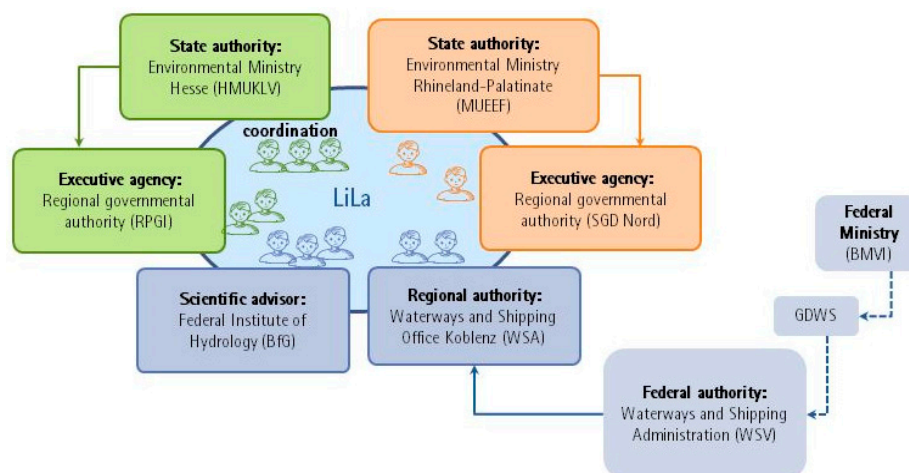 State authority:
Environmental Ministry
Hesse (HMUKLV)
State authority:
Environmental Ministry
Rhineland-Palatinate
(MUEEF)
coordination
LiLa
Executive agency:
Regional governmental
authority (RPGI)
Executive agency:
Regional governmental
authority (SGD Nord)
Federal
Ministry
(BMVI)
Scientific advisor:
Federal Institute of
Hydrology (BfG)
Regional authority:
Waterways and Shipping
Office Koblenz (WSA)
GDWS
Federal authority:
Waterways and Shipping
Administration (WSV)